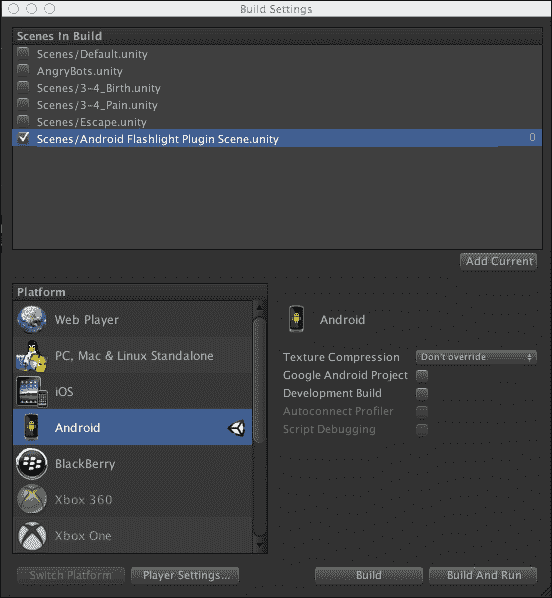 Build Settings
Scenes In Build
Scenes/Default.unity
AngryBots.unity
Scenes/3~4_Birth.unity
Scenes/3~4_Pain.unity
Scenes/Escape.unity
Scenes/Android Flashlight Plugin Scene.unity 0
Add Current
Platform
Web Player
PC, Mac & Linux Standalone
iOS
Android
BlackBerry
Xbox 360
Xbox One
Android
Texture Compression Don't override
Google Android Project
Development Build
Autoconnect Profiler
Script Debugging
Switch Platform Player Settings... Build Build And Run